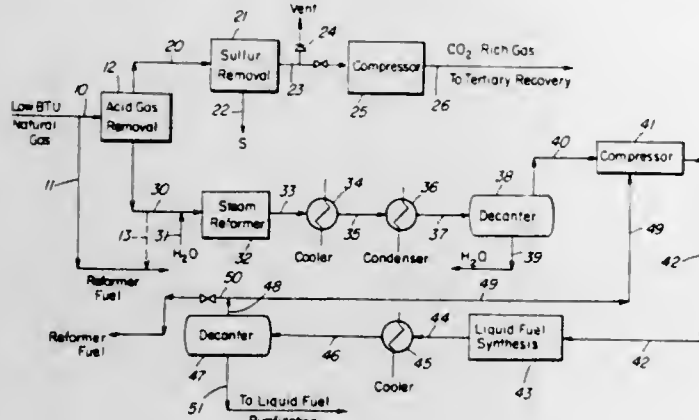 Vent
24
21
20
Sulfur
Removal
23
Compressor
25
CO2 Rich Gas
To Tertiary Recovery
26
22
S
12
10
Low BTU
Natural
Gas
Acid Gas
Removal
11
30
13
31
H2O
Reformer
Fuel
Steam
Reformer
32
33
34
Cooler
35
36
Condenser
37
38
Decanter
39
H2O
40
41
Compressor
49
42
50
48
49
Reformer
Fuel
Decanter
47
46
45
Cooler
44
Liquid Fuel
Synthesis
43
42
51
To Liquid Fuel